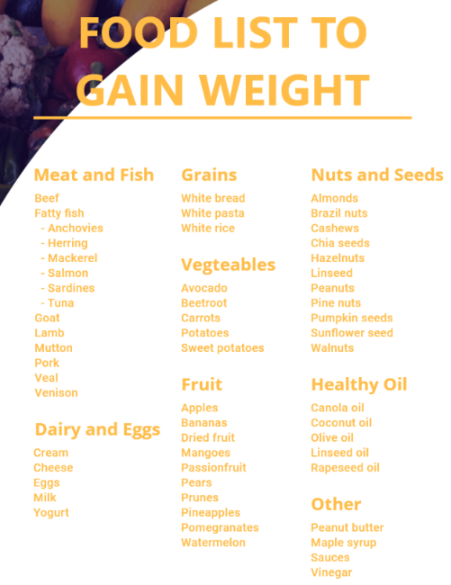 FOOD LIST TO
GAIN WEIGHT
Meat and Fish
Beef
Fatty fish
- Anchovies
- Herring
- Mackerel
- Salmon
- Sardines
- Tuna
Goat
Lamb
Mutton
Pork
Veal
Venison
Dairy and Eggs
Cream
Cheese
Eggs
Milk
Yogurt
Grains
White bread
White pasta
White rice
Vegteables
Avocado
Beetroot
Carrots
Potatoes
Sweet potatoes
Fruit
Apples
Bananas
Dried fruit
Mangoes
Passionfruit
Pears
Prunes
Pineapples
Pomegranates
Watermelon
Nuts and Seeds
Almonds
Brazil nuts
Cashews
Chia seeds
Hazelnuts
Linseed
Peanuts
Pine nuts
Pumpkin seeds
Sunflower seed
Walnuts
Healthy Oil
Canola oil
Coconut oil
Olive oil
Linseed oil
Rapeseed oil
Other
Peanut butter
Maple syrup
Sauces
Vinegar